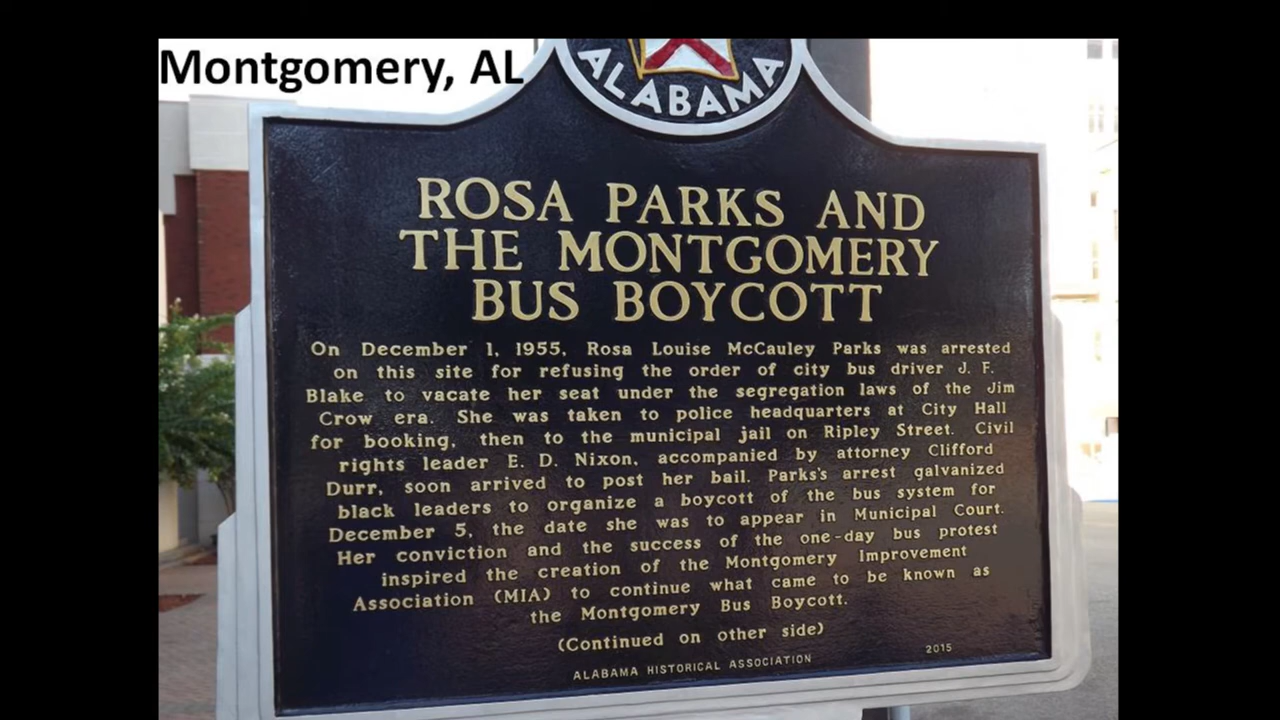 Montgomery, AL
ALABAMA
ROSA PARKS AND
THE MONTGOMERY
BUS BOYCOTT
On December 1, 1955, Rosa Louise McCauley Parks was arrested
on this site for refusing the order of city bus driver J. F.
Blake to vacate her seat under the segregation laws of the Jim
Crow era. She was taken to police headquarters at City Hall
for booking, then to the municipal jail on Ripley Street. Civil
rights leader E. D. Nixon, accompanied by attorney Clifford
Durr, soon arrived to post her bail. Parks's arrest galvanized
black leaders to organize a boycott of the bus system for
December 5, the date she was to appear in Municipal Court.
Her conviction and the success of the one-day bus protest
inspired the creation of the Montgomery Improvement
Association (MIA) to continue what came to be known as
the Montgomery Bus Boycott.
(Continued on other side)
ALABAMA HISTORICAL ASSOCIATION
2015